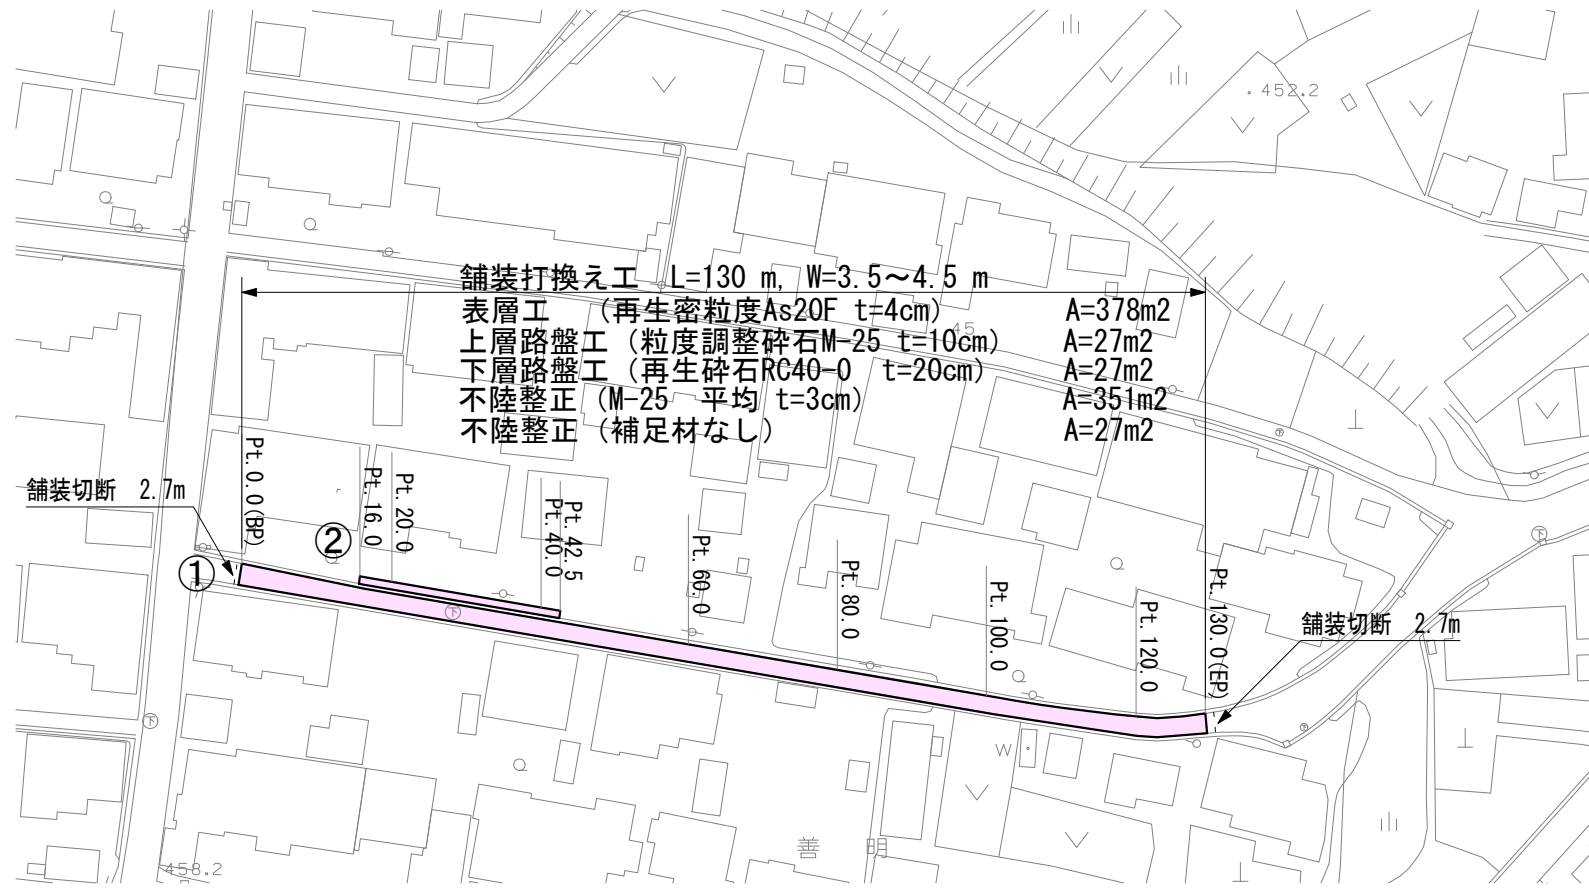 452.2
舗装打換え工　L=130 m, W=3.5～4.5 m
表層工　（再生密粒度As20F t=4cm）　A=378m2
45
上層路盤工（粒度調整砕石M-25 t=10cm）　A=27m2
下層路盤工（再生砕石RC40-0　t=20cm）　A=27m2
不陸整正（M-25　平均 t=3cm）　A=351m2
不陸整正（補足材なし）　A=27m2
舗装切断　2.7m
Pt. 0.0(BP)
Pt. 16.0
Pt. 20.0
Pt. 40.0
Pt. 42.5
Pt. 60.0
Pt. 80.0
Pt. 100.0
Pt. 120.0
Pt. 130.0(EP)
①
②
下
下
下
舗装切断　2.7m
W
善　明
458.2